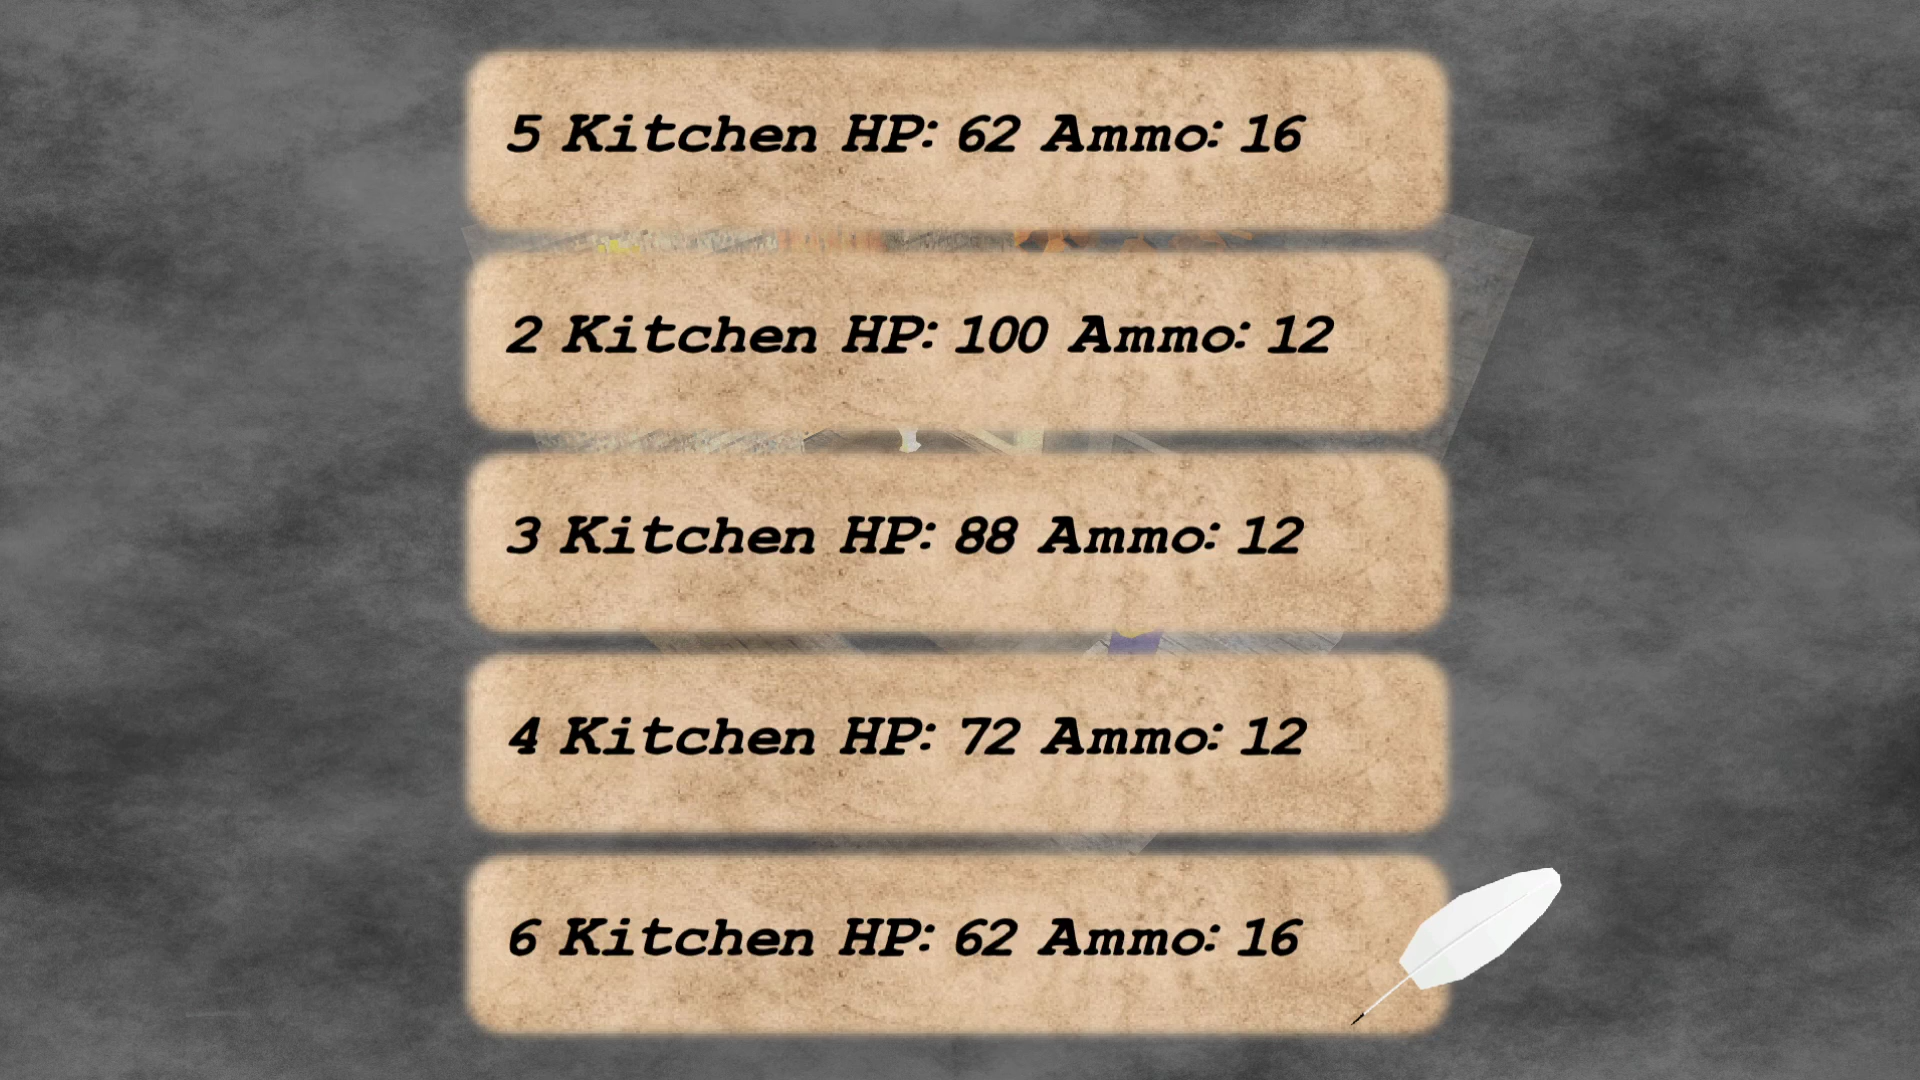 5 Kitchen HP: 62 Ammo: 16
2 Kitchen HP: 100 Ammo: 12
3 Kitchen HP: 88 Ammo: 12
4 Kitchen HP: 72 Ammo: 12
6 Kitchen HP: 62 Ammo: 16